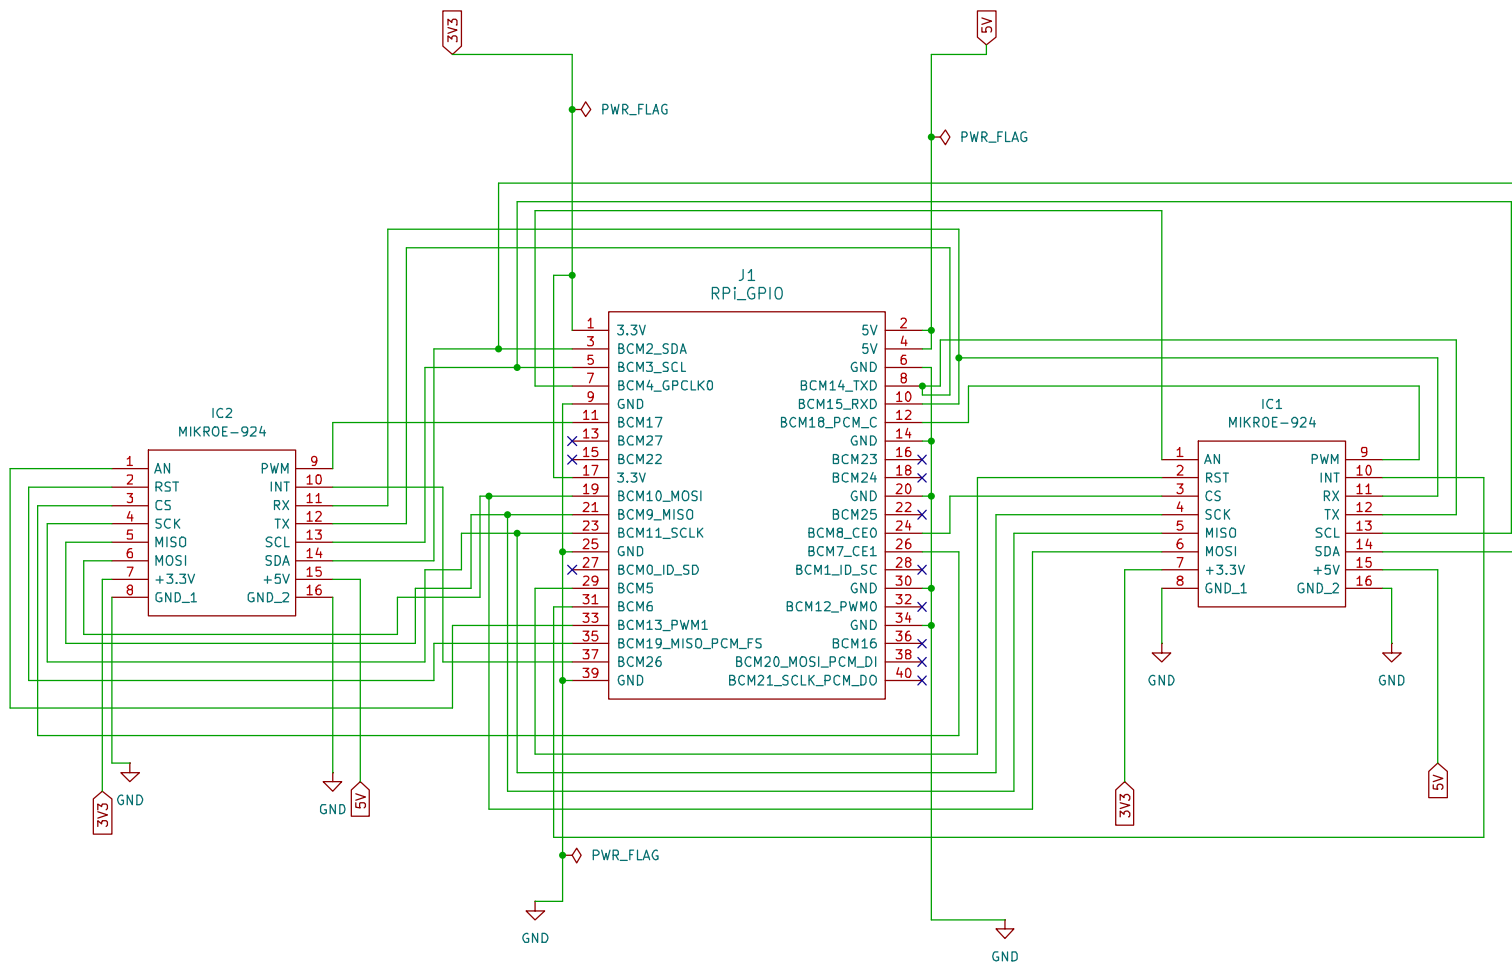 3V3
5V
PWR_FLAG
PWR_FLAG
J1
RPi_GPIO
1 3.3V
3 BCM2_SDA
5 BCM3_SCL
7 BCM4_GPCLK0
9 GND
11 BCM17
13 BCM27
15 BCM22
17 3.3V
19 BCM10_MOSI
21 BCM9_MISO
23 BCM11_SCLK
25 GND
27 BCM0_ID_SD
29 BCM5
31 BCM6
33 BCM13_PWM1
35 BCM19_MISO_PCM_FS
37 BCM26
39 GND
5V 2
5V 4
GND 6
BCM14_TXD 8
BCM15_RXD 10
BCM18_PCM_C 12
GND 14
BCM23 16
BCM24 18
GND 20
BCM25 22
BCM8_CE0 24
BCM7_CE1 26
BCM1_ID_SC 28
GND 30
BCM12_PWM0 32
GND 34
BCM16 36
BCM20_MOSI_PCM_DI 38
BCM21_SCLK_PCM_DO 40
IC2
MIKROE-924
1 AN
2 RST
3 CS
4 SCK
5 MISO
6 MOSI
7 +3.3V
8 GND_1
PWM 9
INT 10
RX 11
TX 12
SCL 13
SDA 14
+5V 15
GND_2 16
IC1
MIKROE-924
1 AN
2 RST
3 CS
4 SCK
5 MISO
6 MOSI
7 +3.3V
8 GND_1
PWM 9
INT 10
RX 11
TX 12
SCL 13
SDA 14
+5V 15
GND_2 16
GND
GND
3V3
GND
GND
5V
3V3
5V
PWR_FLAG
GND
GND